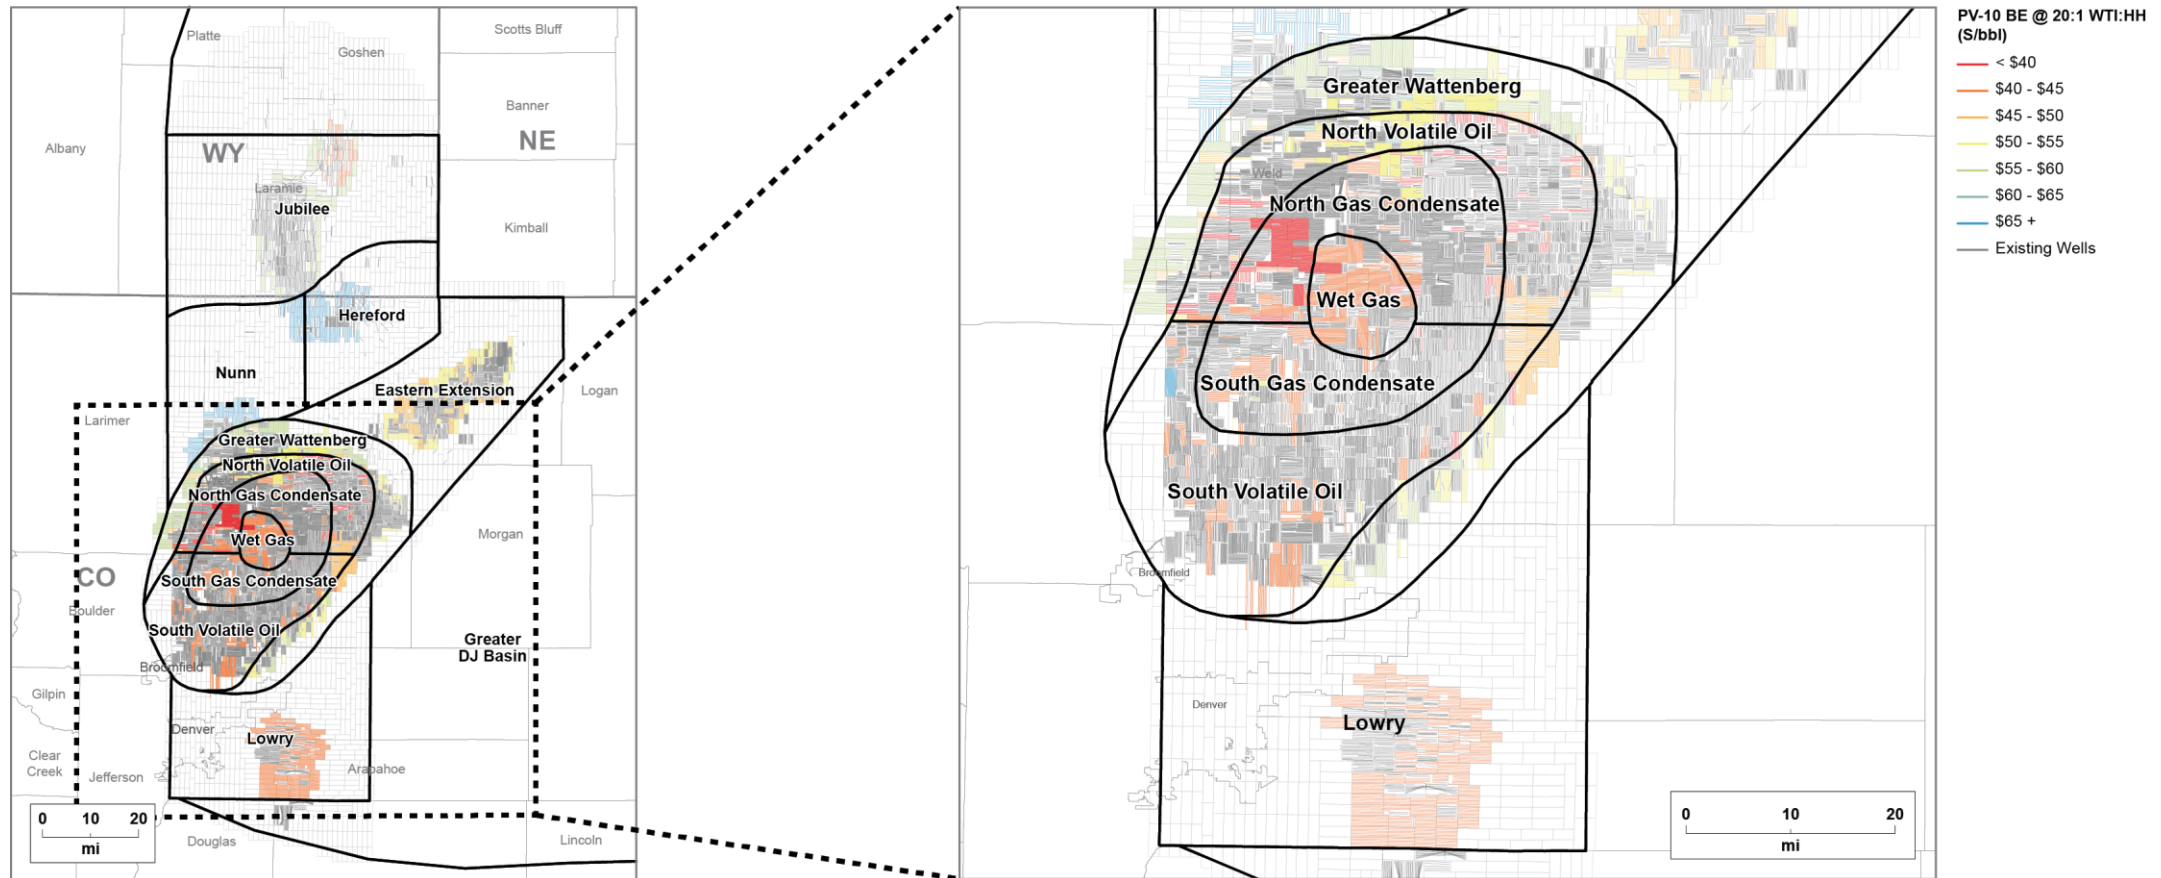 Platte
Goshen
Scotts Bluff
Banner
NE
Albany
WY
Laramie
Jubilee
Kimball
Hereford
Nunn
Eastern Extension
Logan
Larimer
Greater Wattenberg
North Volatile Oil
North Gas Condensate
Wet Gas
Morgan
CO
South Gas Condensate
Boulder
South Volatile Oil
Greater
DJ Basin
Broomfield
Gilpin
Denver
Lowry
Clear
Creek
Jefferson
Arapahoe
0 10 20
mi
Douglas
Lincoln
Greater Wattenberg
North Volatile Oil
Weld
North Gas Condensate
Wet Gas
South Gas Condensate
South Volatile Oil
Broomfield
Denver
Lowry
0 10 20
mi
PV-10 BE @ 20:1 WTI:HH
(S/bbl)
< $40
$40 - $45
$45 - $50
$50 - $55
$55 - $60
$60 - $65
$65 +
Existing Wells